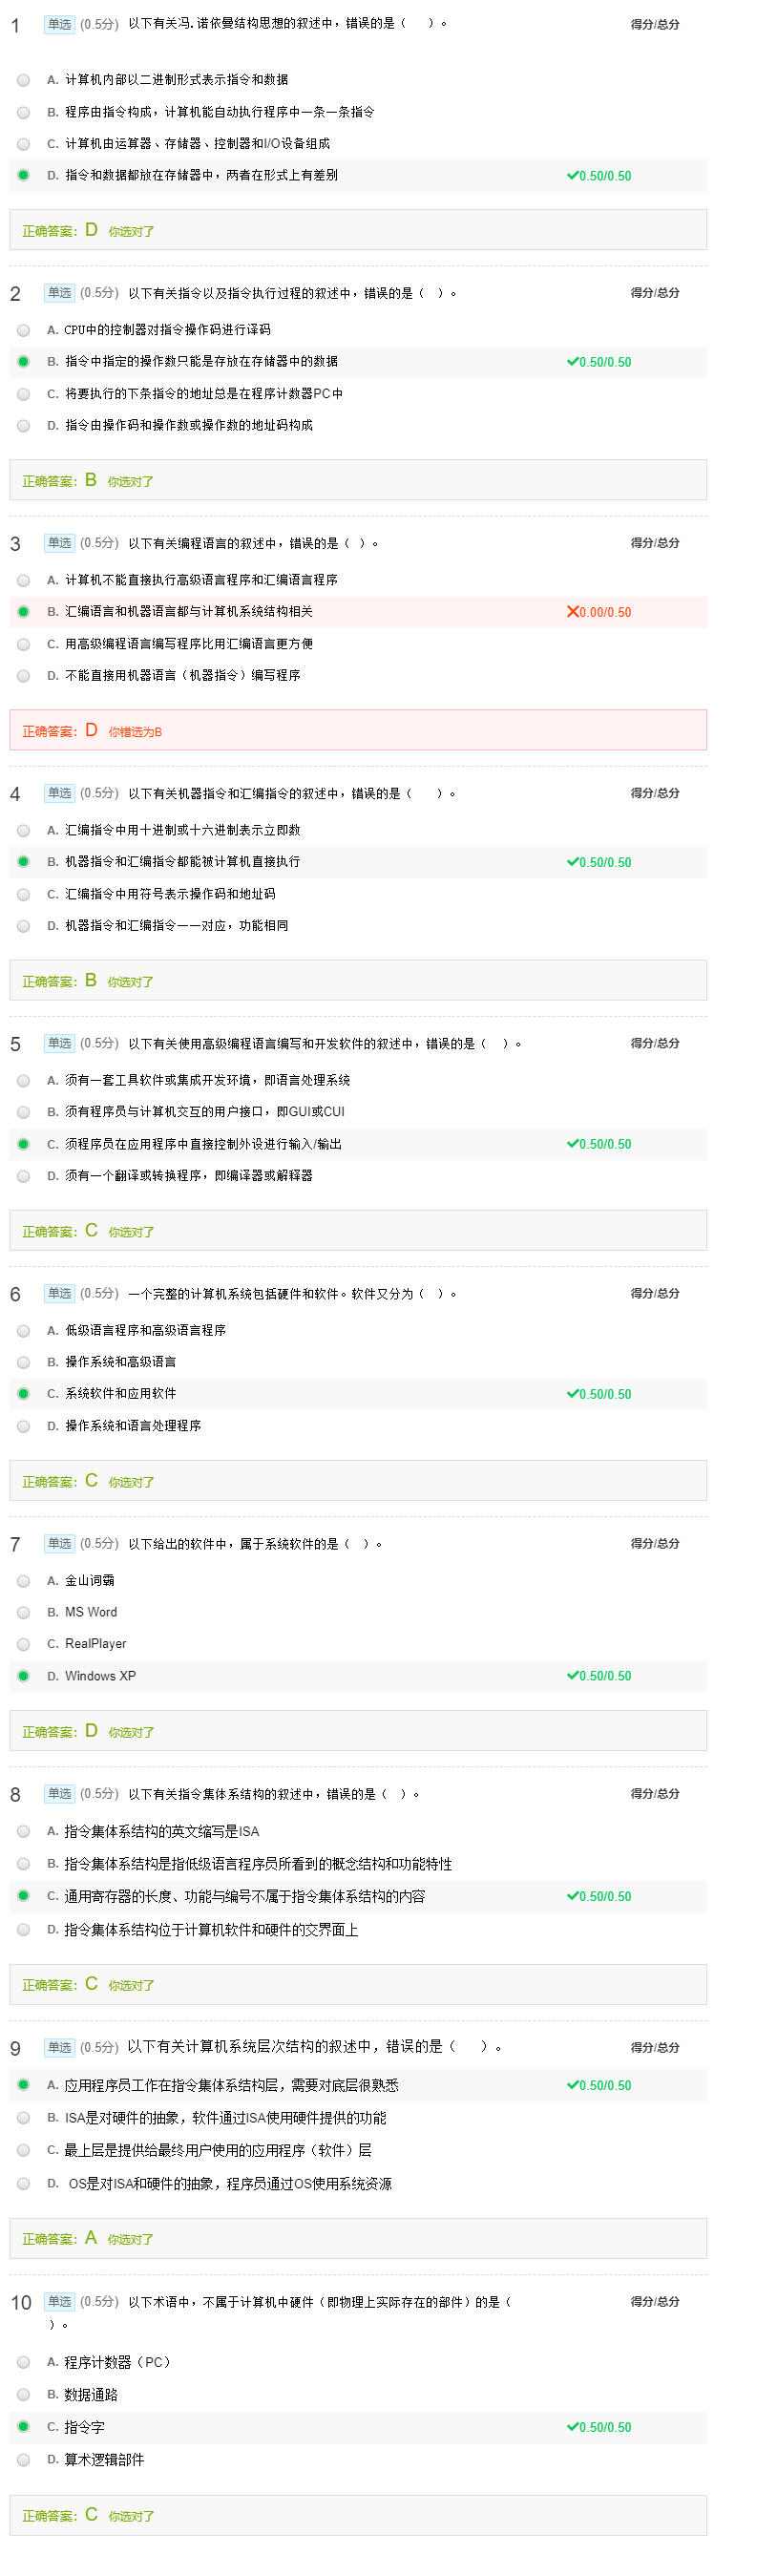 1 单选 (0.5分) 以下有关冯.诺依曼结构思想的叙述中，错误的是（ ）。 得分/总分
A. 计算机内部以二进制形式表示指令和数据
B. 程序由指令构成，计算机能自动执行程序中一条一条指令
C. 计算机由运算器、存储器、控制器和I/O设备组成
D. 指令和数据都放在存储器中，两者在形式上有差别 0.50/0.50
正确答案：D 你选对了
2 单选 (0.5分) 以下有关指令以及指令执行过程的叙述中，错误的是（ ）。 得分/总分
A. CPU中的控制器对指令操作码进行译码
B. 指令中指定的操作数只能是存放在存储器中的数据 0.50/0.50
C. 将要执行的下条指令的地址总是在程序计数器PC中
D. 指令由操作码和操作数或操作数的地址码构成
正确答案：B 你选对了
3 单选 (0.5分) 以下有关编程语言的叙述中，错误的是（ ）。 得分/总分
A. 计算机不能直接执行高级语言程序和汇编语言程序
B. 汇编语言和机器语言都与计算机系统结构相关 0.00/0.50
C. 用高级编程语言编写程序比用汇编语言更方便
D. 不能直接用机器语言（机器指令）编写程序
正确答案：D 你错选为B
4 单选 (0.5分) 以下有关机器指令和汇编指令的叙述中，错误的是（ ）。 得分/总分
A. 汇编指令中用十进制或十六进制表示立即数
B. 机器指令和汇编指令都能被计算机直接执行 0.50/0.50
C. 汇编指令中用符号表示操作码和地址码
D. 机器指令和汇编指令一一对应，功能相同
正确答案：B 你选对了
5 单选 (0.5分) 以下有关使用高级编程语言编写和开发软件的叙述中，错误的是（ ）。 得分/总分
A. 须有一套工具软件或集成开发环境，即语言处理系统
B. 须有程序员与计算机交互的用户接口，即GUI或CUI
C. 须程序员在应用程序中直接控制外设进行输入/输出 0.50/0.50
D. 须有一个翻译或转换程序，即编译器或解释器
正确答案：C 你选对了
6 单选 (0.5分) 一个完整的计算机系统包括硬件和软件。软件又分为（ ）。 得分/总分
A. 低级语言程序和高级语言程序
B. 操作系统和高级语言
C. 系统软件和应用软件 0.50/0.50
D. 操作系统和语言处理程序
正确答案：C 你选对了
7 单选 (0.5分) 以下给出的软件中，属于系统软件的是（ ）。 得分/总分
A. 金山词霸
B. MS Word
C. RealPlayer
D. Windows XP 0.50/0.50
正确答案：D 你选对了
8 单选 (0.5分) 以下有关指令集体系结构的叙述中，错误的是（ ）。 得分/总分
A. 指令集体系结构的英文缩写是ISA
B. 指令集体系结构是指低级语言程序员所看到的概念结构和功能特性
C. 通用寄存器的长度、功能与编号不属于指令集体系结构的内容 0.50/0.50
D. 指令集体系结构位于计算机软件和硬件的交界面上
正确答案：C 你选对了
9 单选 (0.5分) 以下有关计算机系统层次结构的叙述中，错误的是（ ）。 得分/总分
A. 应用程序员工作在指令集体系结构层，需要对底层很熟悉 0.50/0.50
B. ISA是对硬件的抽象，软件通过ISA使用硬件提供的功能
C. 最上层是提供给最终用户使用的应用程序（软件）层
D. OS是对ISA和硬件的抽象，程序员通过OS使用系统资源
正确答案：A 你选对了
10 单选 (0.5分) 以下术语中，不属于计算机中硬件（即物理上实际存在的部件）的是（ 得分/总分
）。
A. 程序计数器（PC）
B. 数据通路
C. 指令字 0.50/0.50
D. 算术逻辑部件
正确答案：C 你选对了